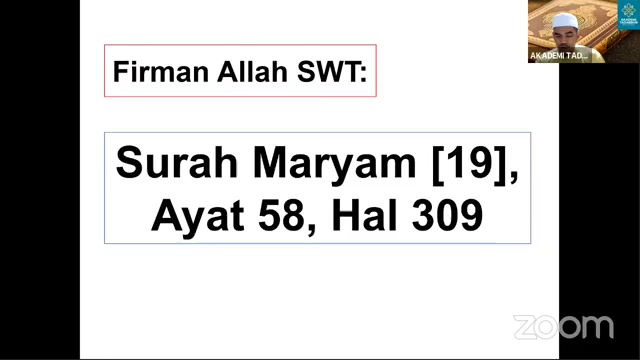 Firman Allah SWT:
Surah Maryam [19],
Ayat 58, Hal 309
AKADEMI TAD...
zoom